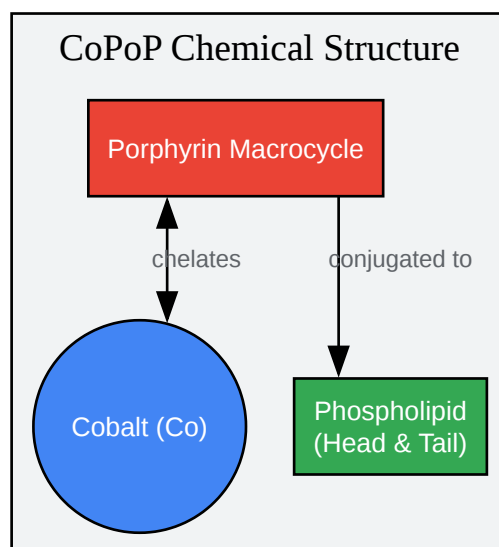 CoPoP Chemical Structure
Porphyrin Macrocycle
chelates
conjugated to
Cobalt (Co)
Phospholipid
(Head & Tail)